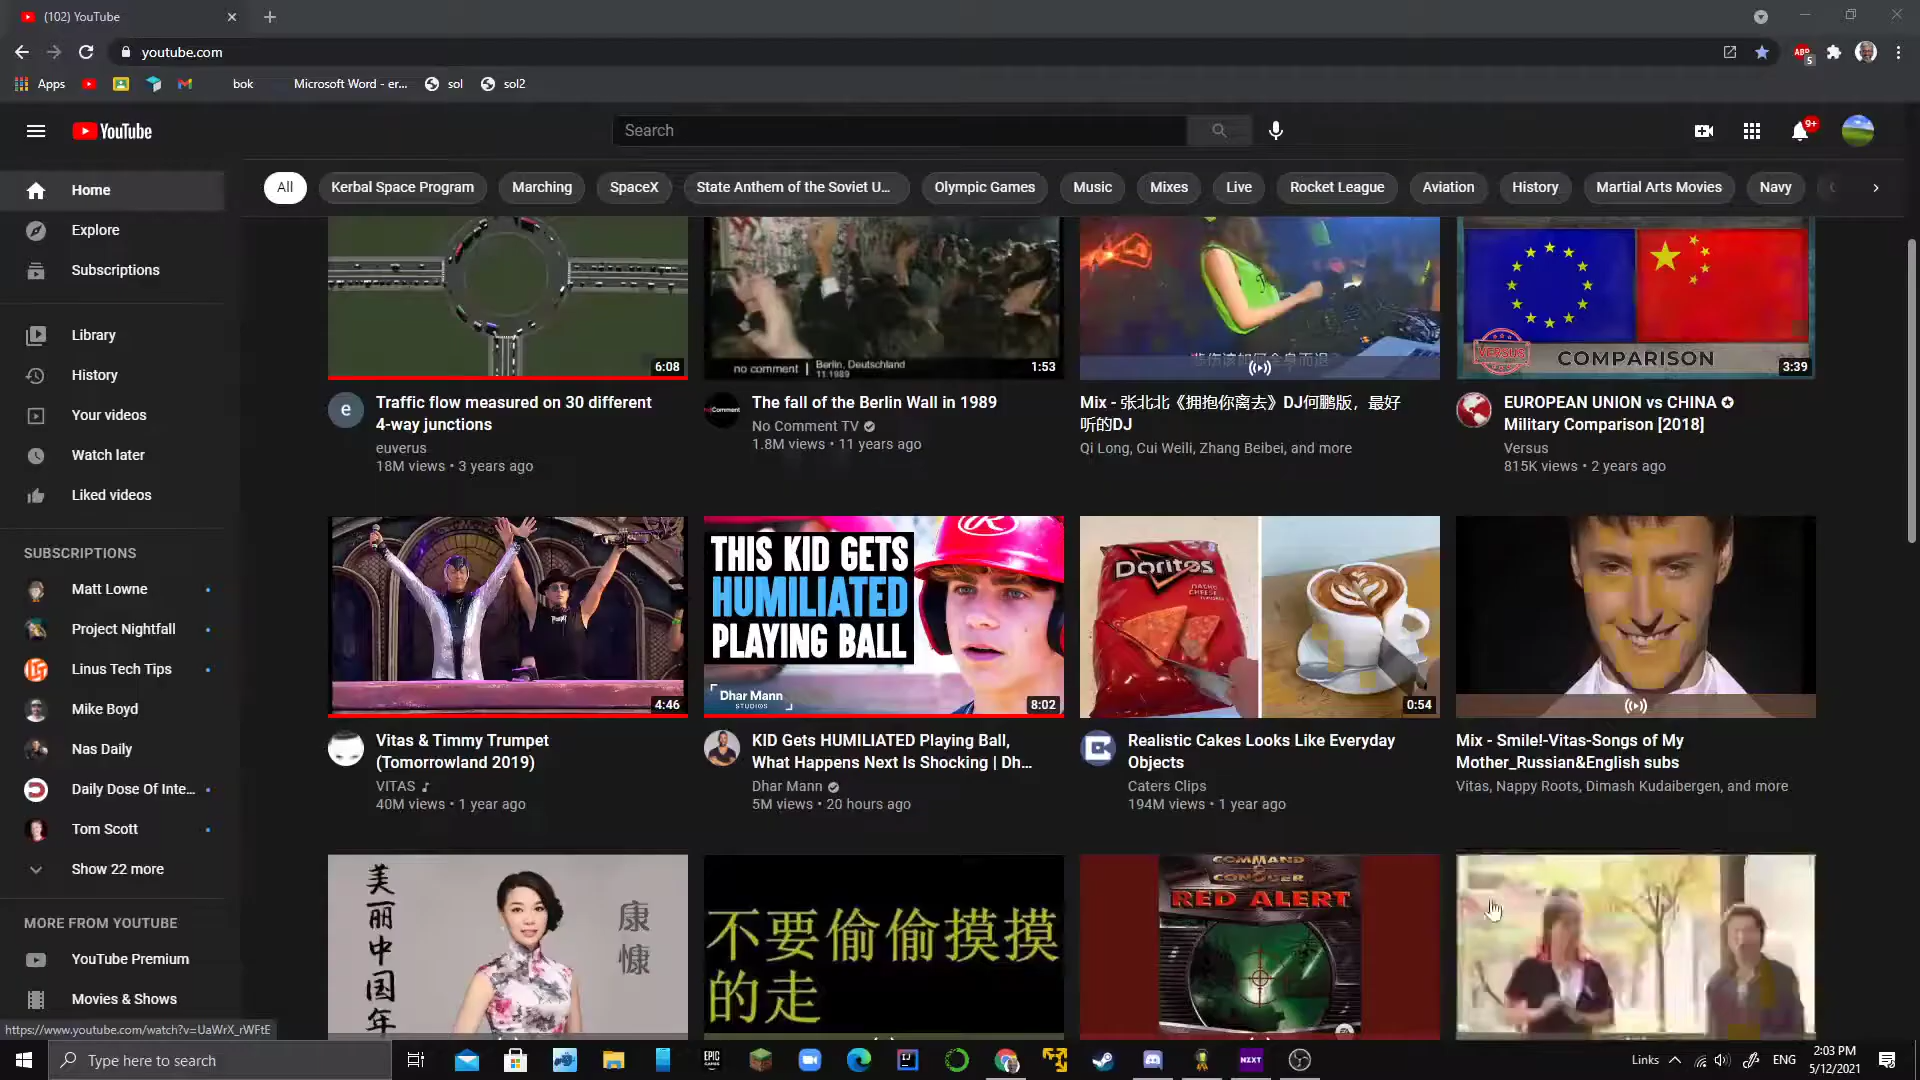 (102) YouTube
youtube.com
ABP
5
Apps
bok
Microsoft Word - er...
sol
sol2
YouTube
Search
9+
All
Kerbal Space Program
Marching
SpaceX
State Anthem of the Soviet U...
Olympic Games
Music
Mixes
Live
Rocket League
Aviation
History
Martial Arts Movies
Navy
Home
Explore
Subscriptions
Library
History
Your videos
Watch later
Liked videos
SUBSCRIPTIONS
Matt Lowne
Project Nightfall
Linus Tech Tips
Mike Boyd
Nas Daily
Daily Dose Of Inte...
Tom Scott
Show 22 more
MORE FROM YOUTUBE
YouTube Premium
Movies & Shows
https://www.youtube.com/watch?v=UaWrX_rWFtE
6:08
no comment
Berlin, Deutschland
11.1989
1:53
VERSUS
COMPARISON
3:39
e
Traffic flow measured on 30 different
4-way junctions
euverus
18M views • 3 years ago
The fall of the Berlin Wall in 1989
No Comment TV
1.8M views • 11 years ago
Mix - 张北北《拥抱你离去》DJ何鹏版，最好
听的DJ
Qi Long, Cui Weili, Zhang Beibei, and more
EUROPEAN UNION vs CHINA ✪
Military Comparison [2018]
Versus
815K views • 2 years ago
4:46
THIS KID GETS
HUMILIATED
PLAYING BALL
Dhar Mann
STUDIOS
8:02
Doritos
NACHO
CHEESE
0:54
Vitas & Timmy Trumpet
(Tomorrowland 2019)
VITAS ♪
40M views • 1 year ago
KID Gets HUMILIATED Playing Ball,
What Happens Next Is Shocking | Dh...
Dhar Mann
5M views • 20 hours ago
Realistic Cakes Looks Like Everyday
Objects
Caters Clips
194M views • 1 year ago
Mix - Smile!-Vitas-Songs of My
Mother_Russian&English subs
Vitas, Nappy Roots, Dimash Kudaibergen, and more
美丽中国年
康慷
不要偷偷摸摸
的走
COMMAND
& CONQUER
RED ALERT
Type here to search
EPIC
GAMES
NZXT
Links
ENG
2:03 PM
5/12/2021